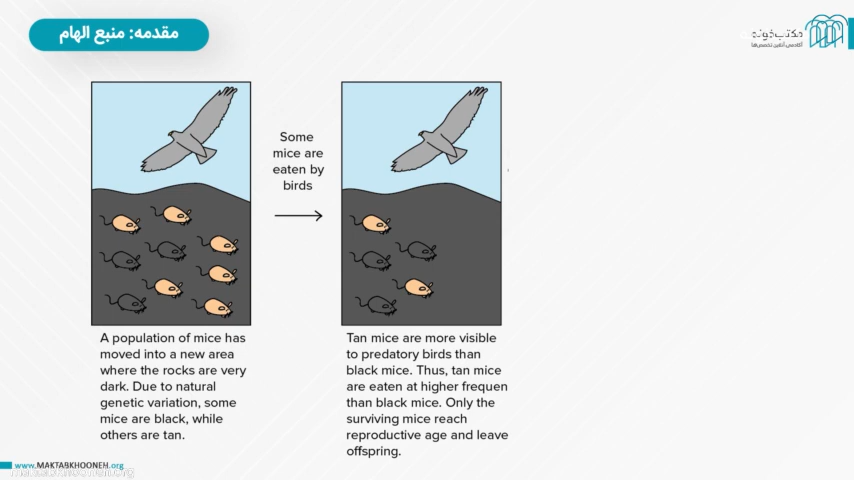 مقدمه: منبع الهام
مکتب‌خونه
آکادمی آنلاین تخصص‌ها
Some
mice are
eaten by
birds
A population of mice has
moved into a new area
where the rocks are very
dark. Due to natural
genetic variation, some
mice are black, while
others are tan.
Tan mice are more visible
to predatory birds than
black mice. Thus, tan mice
are eaten at higher frequen
than black mice. Only the
surviving mice reach
reproductive age and leave
offspring.
www.MAKTABKHOONEH.org
maktabkhooneh.org